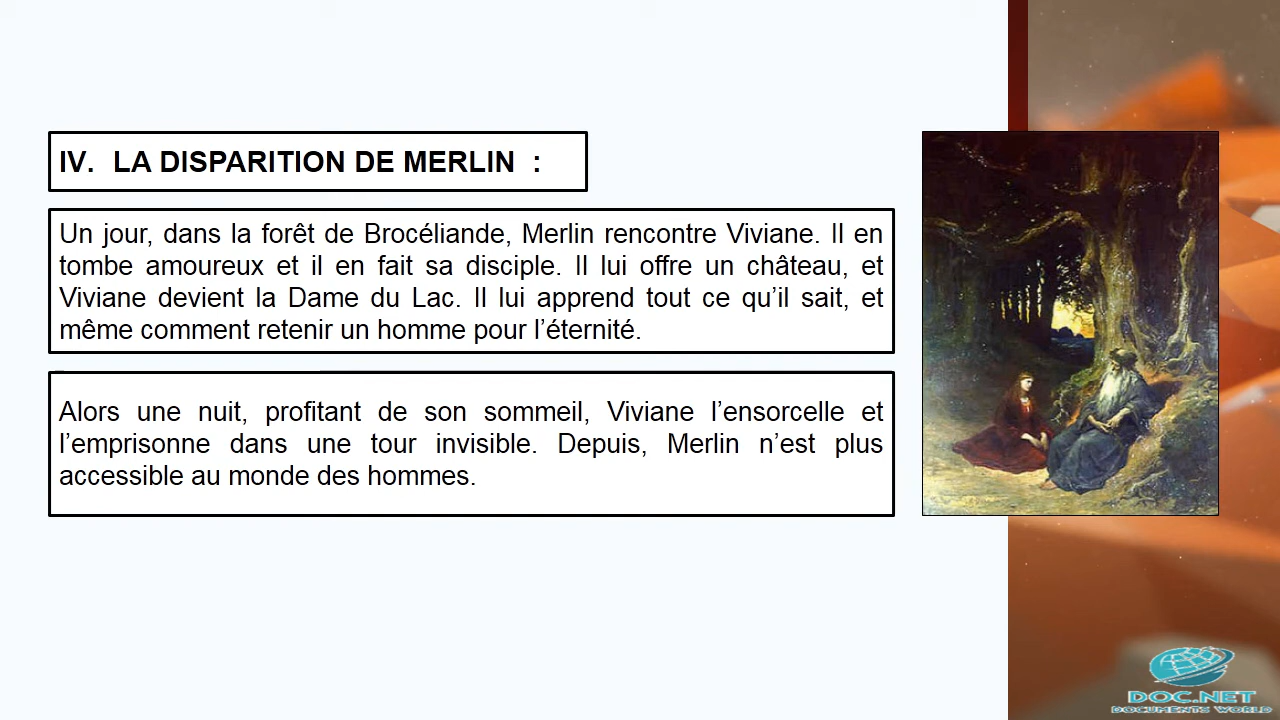 IV. LA DISPARITION DE MERLIN :
Un jour, dans la forêt de Brocéliande, Merlin rencontre Viviane. Il en
tombe amoureux et il en fait sa disciple. Il lui offre un château, et
Viviane devient la Dame du Lac. Il lui apprend tout ce qu’il sait, et
même comment retenir un homme pour l’éternité.
Alors une nuit, profitant de son sommeil, Viviane l’ensorcelle et
l’emprisonne dans une tour invisible. Depuis, Merlin n’est plus
accessible au monde des hommes.
DOC.NET
DOCUMENTS WORLD